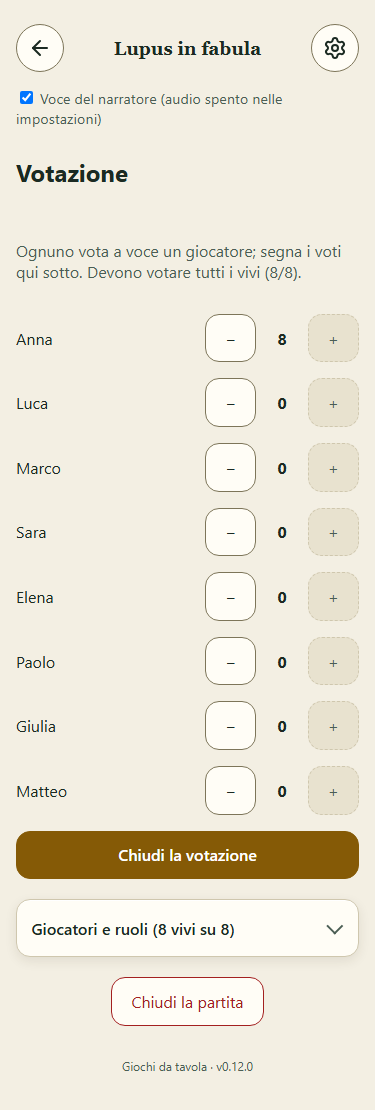 Lupus in fabula
Voce del narratore (audio spento nelle
impostazioni)
Votazione
Ognuno vota a voce un giocatore; segna i voti
qui sotto. Devono votare tutti i vivi (8/8).
Anna – 8 +
Luca – 0 +
Marco – 0 +
Sara – 0 +
Elena – 0 +
Paolo – 0 +
Giulia – 0 +
Matteo – 0 +
Chiudi la votazione
Giocatori e ruoli (8 vivi su 8)
Chiudi la partita
Giochi da tavola · v0.12.0